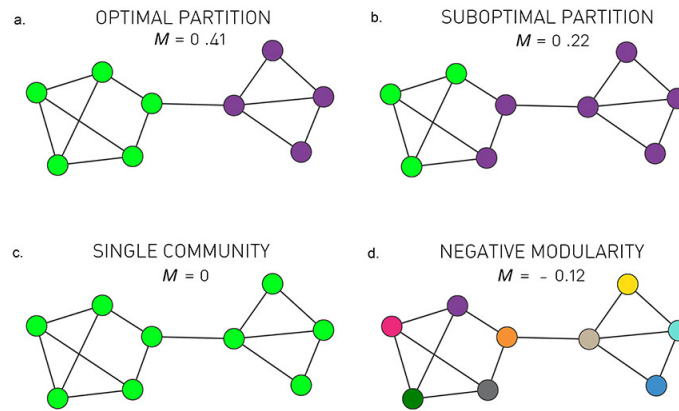 a.
OPTIMAL PARTITION
M = 0 .41
b.
SUBOPTIMAL PARTITION
M = 0 .22
c.
SINGLE COMMUNITY
M = 0
d.
NEGATIVE MODULARITY
M = - 0.12